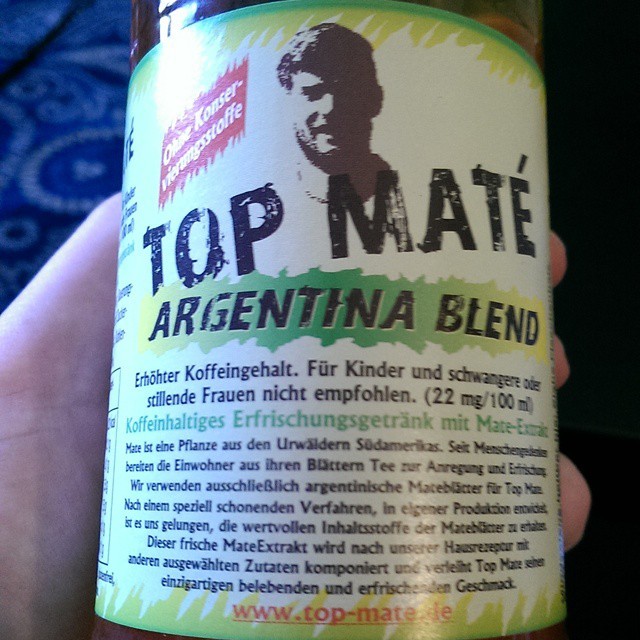 Ohne Konser-
vierungsstoffe
TOP MATÉ
ARGENTINA BLEND
Erhöhter Koffeingehalt. Für Kinder und schwangere oder
stillende Frauen nicht empfohlen. (22 mg/100 ml)
Koffeinhaltiges Erfrischungsgetränk mit Mate-Extrakt
Mate ist eine Pflanze aus den Urwäldern Südamerikas. Seit Menschengedenken
bereiten die Einwohner aus ihren Blättern Tee zur Anregung und Erfrischung.
Wir verwenden ausschließlich argentinische Mateblätter für Top Mate.
Nach einem speziell schonenden Verfahren, in eigener Produktion entwickelt,
ist es uns gelungen, die wertvollen Inhaltsstoffe der Mateblätter zu erhalten.
Dieser frische MateExtrakt wird nach unserer Hausrezeptur mit
anderen ausgewählten Zutaten komponiert und verleiht Top Mate seinen
einzigartigen belebenden und erfrischenden Geschmack.
www.top-mate.de